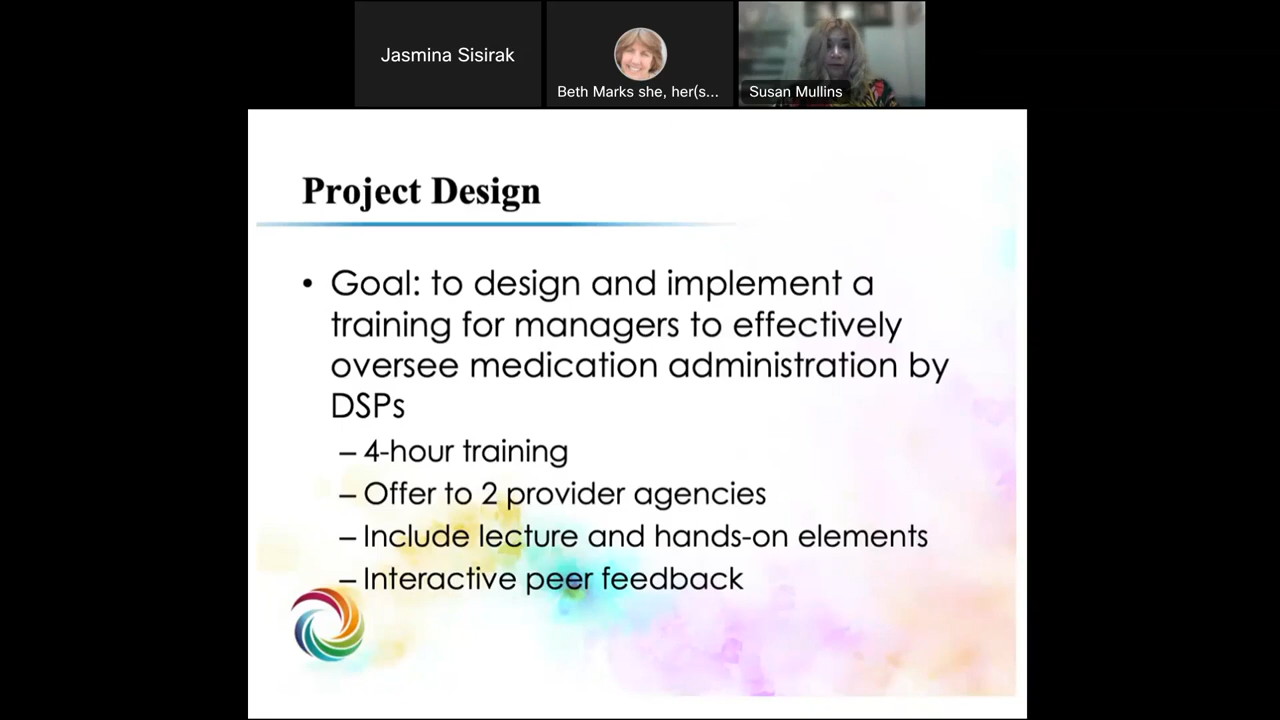 Jasmina Sisirak
Beth Marks she, her(s...
Susan Mullins
Project Design
• Goal: to design and implement a
training for managers to effectively
oversee medication administration by
DSPs
– 4-hour training
– Offer to 2 provider agencies
– Include lecture and hands-on elements
– Interactive peer feedback